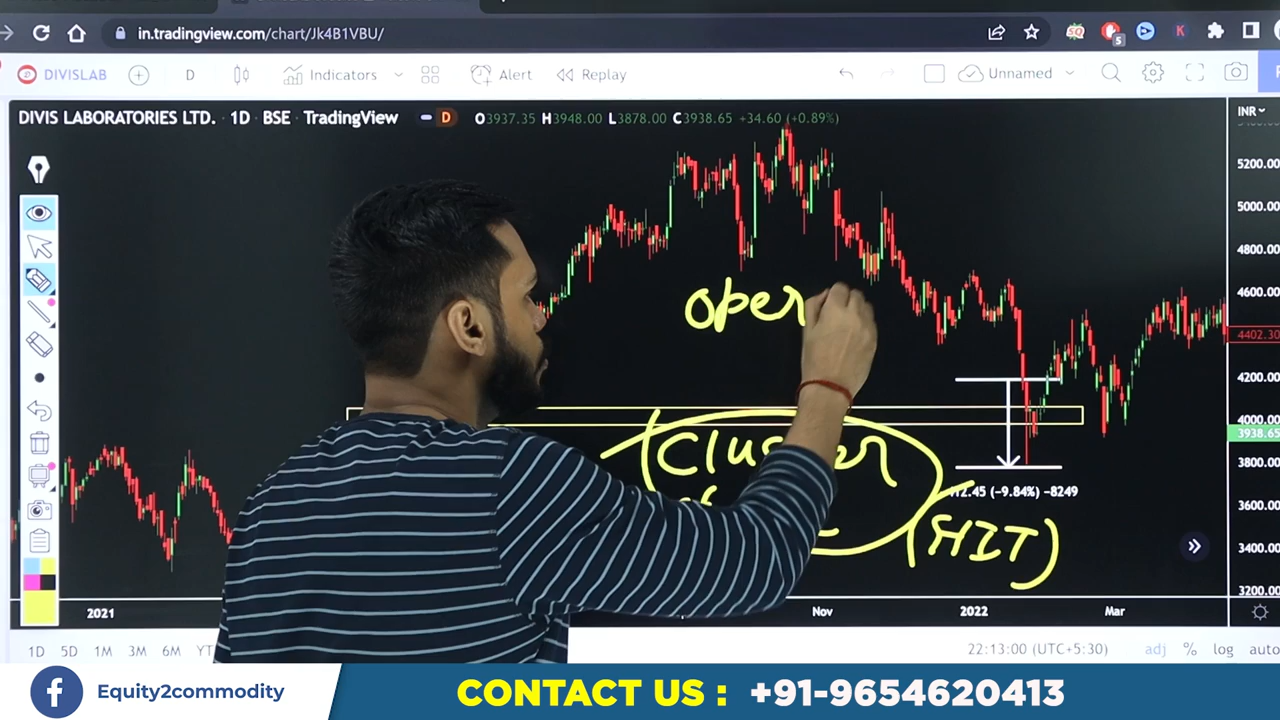 in.tradingview.com/chart/Jk4B1VBU/
DIVISLAB
D
Indicators
Alert
Replay
Unnamed
DIVIS LABORATORIES LTD. · 1D · BSE · TradingView
D
O3937.35 H3948.00 L3878.00 C3938.65 +34.60 (+0.89%)
INR
5200.00
5000.00
4800.00
4600.00
4402.30
4200.00
4000.00
3938.65
3800.00
3600.00
3400.00
3200.00
oper
(-9.84%) -8249
(HIT)
2021
Nov
2022
Mar
1D 5D 1M 3M 6M
22:13:00 (UTC+5:30)
adj % log auto
Equity2commodity
CONTACT US : +91-9654620413